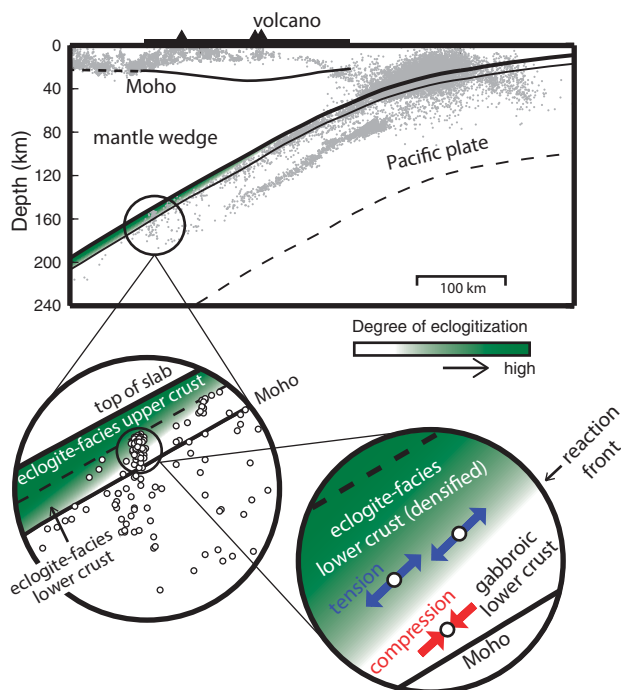 volcano
0
40
80
120
160
200
240
Depth (km)
Moho
mantle wedge
Pacific plate
100 km
Degree of eclogitization
high
top of slab
Moho
eclogite-facies upper crust
eclogite-facies
lower crust
reaction
front
eclogite-facies
lower crust (densified)
tension
compression
gabbroic
lower crust
Moho